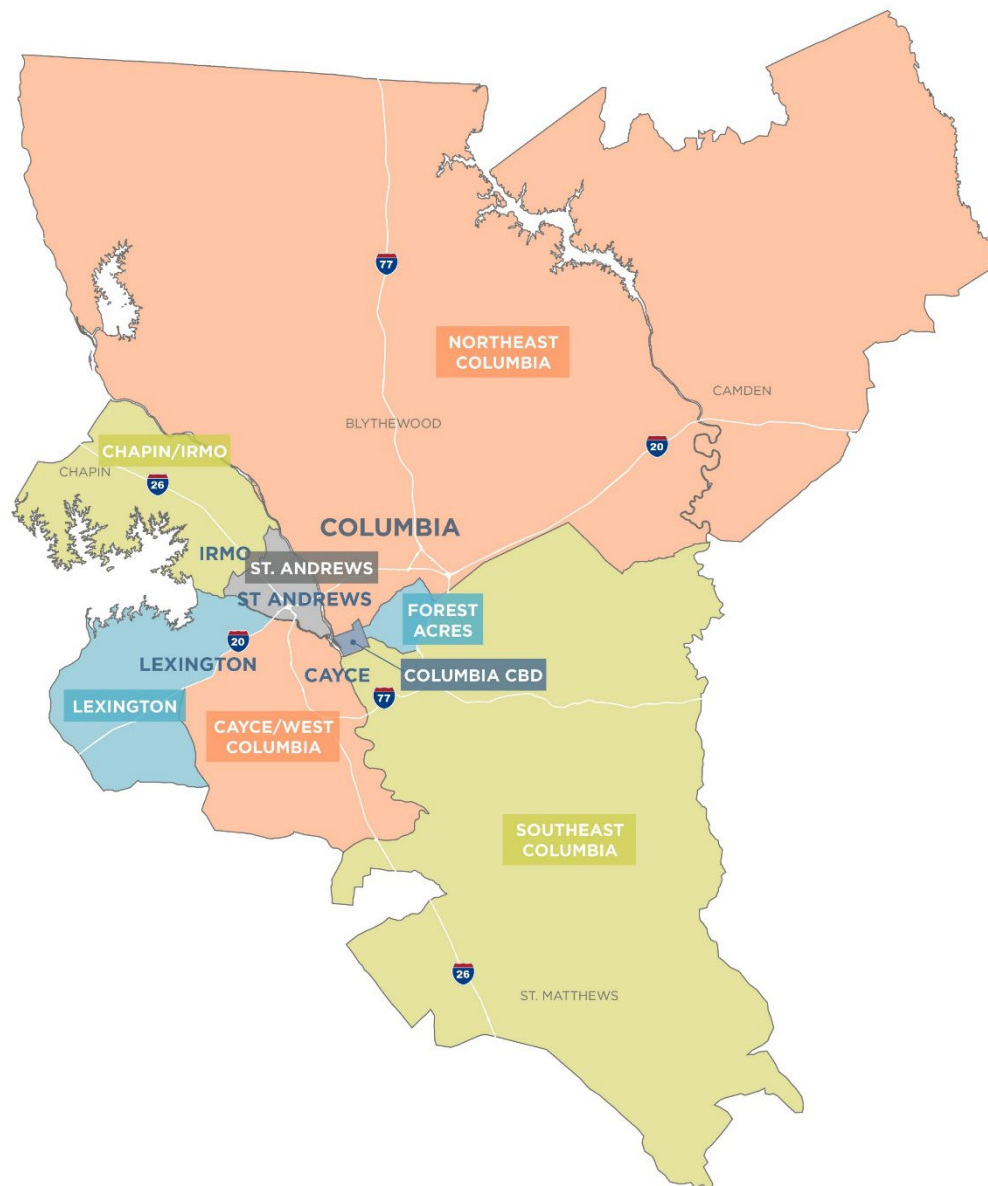 77
NORTHEAST
COLUMBIA
CAMDEN
BLYTHEWOOD
20
CHAPIN/IRMO
CHAPIN
26
COLUMBIA
IRMO
ST. ANDREWS
ST ANDREWS
FOREST
ACRES
20
LEXINGTON
CAYCE
COLUMBIA CBD
77
LEXINGTON
CAYCE/WEST
COLUMBIA
SOUTHEAST
COLUMBIA
26
ST. MATTHEWS